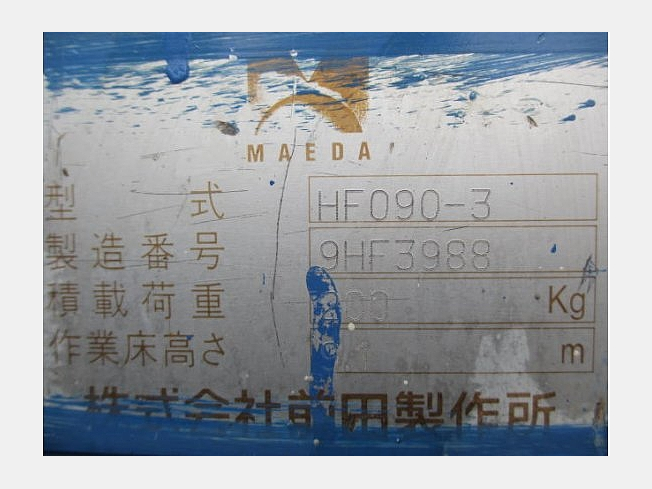 MAEDA
型式 HF090-3
製造番号 9HF3988
積載荷重 200 Kg
作業床高さ m
株式会社前田製作所